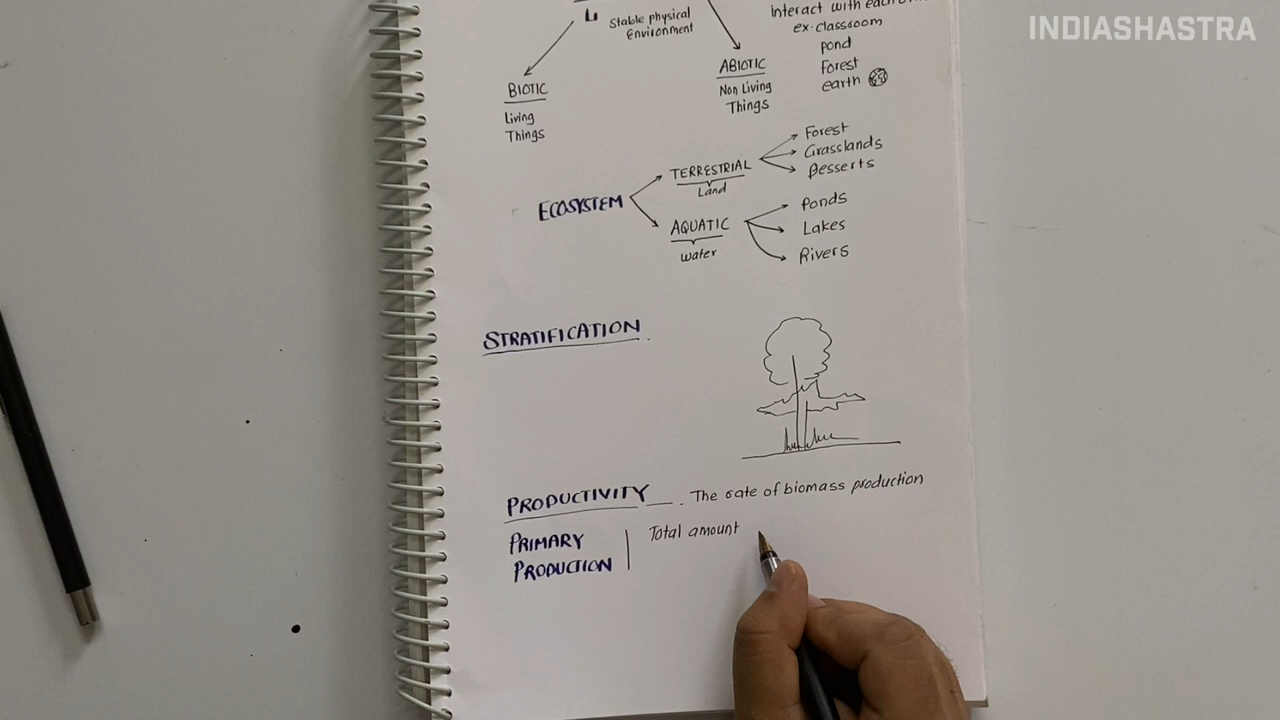 INDIASHASTRA
Stable physical
Environment
Interact with each
ex. classroom
pond
Forest
earth
BIOTIC
Living
Things
ABIOTIC
Non Living
Things
ECOSYSTEM
TERRESTRIAL
Land
Forest
Grasslands
Desserts
AQUATIC
water
Ponds
Lakes
Rivers
STRATIFICATION
PRODUCTIVITY . The rate of biomass production
PRIMARY
PRODUCTION
Total amount